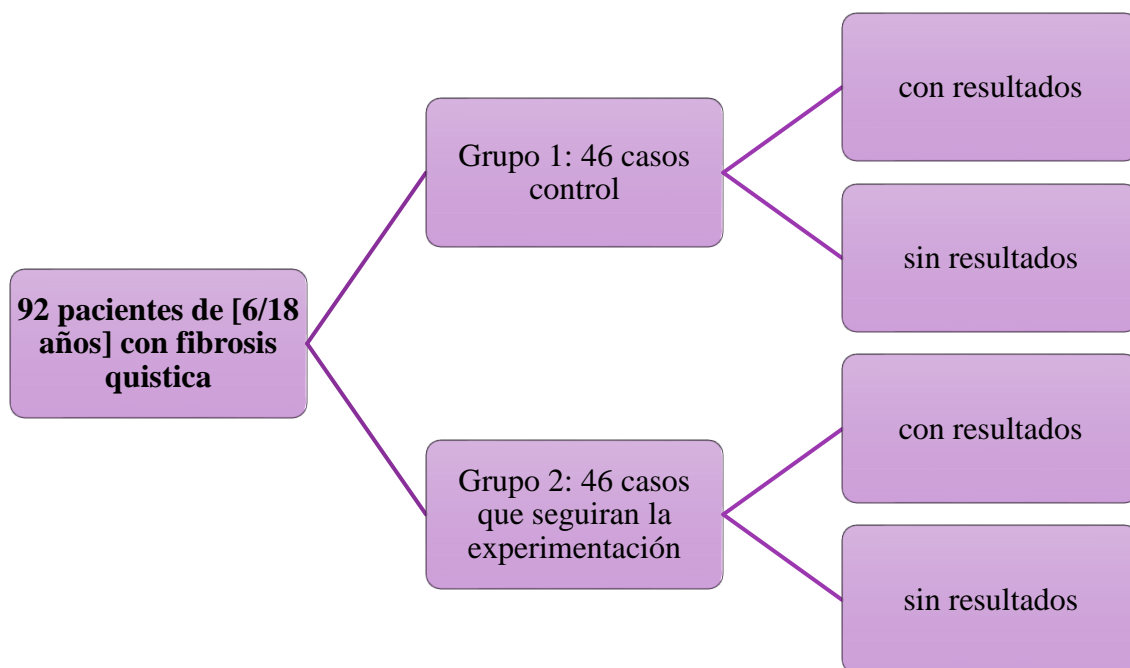 92 pacientes de [6/18
años] con fibrosis
quistica
Grupo 1: 46 casos
control
con resultados
sin resultados
Grupo 2: 46 casos
que seguiran la
experimentación
con resultados
sin resultados